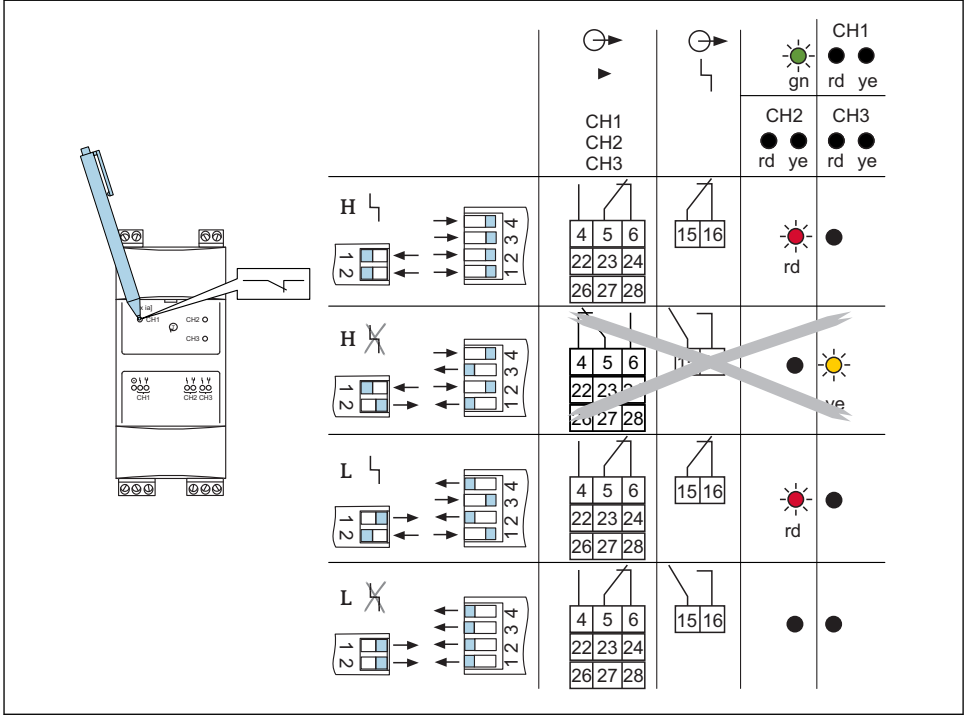 CH1
gn rd ye
CH1
CH2
CH3
CH2 CH3
rd ye rd ye
H
1 2
4 3 2 1
4 5 6
22 23 24
26 27 28
15 16
rd
x ia]
CH1 CH2
CH3
CH1 CH2 CH3
H
1 2
4 3 2 1
4 5 6
22 23
27 28
ye
L
1 2
4 3 2 1
4 5 6
22 23 24
26 27 28
15 16
rd
L
1 2
4 3 2 1
4 5 6
22 23 24
26 27 28
15 16